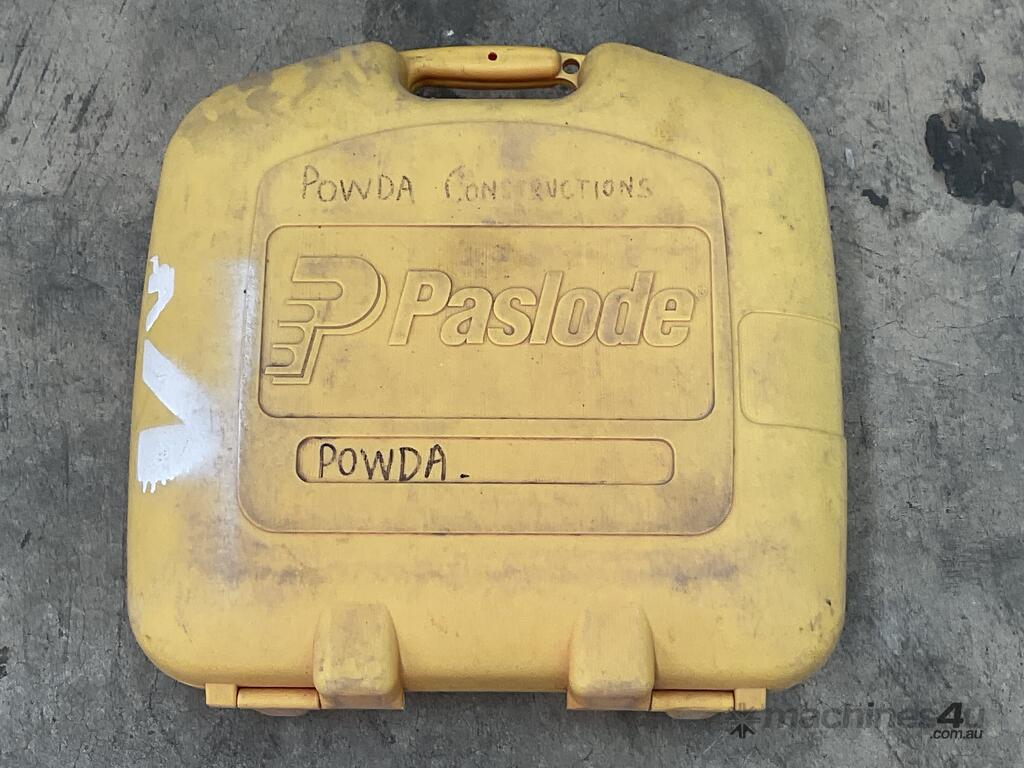 POWDA CONSTRUCTIONS
Paslode
POWDA.
machines4u
.com.au